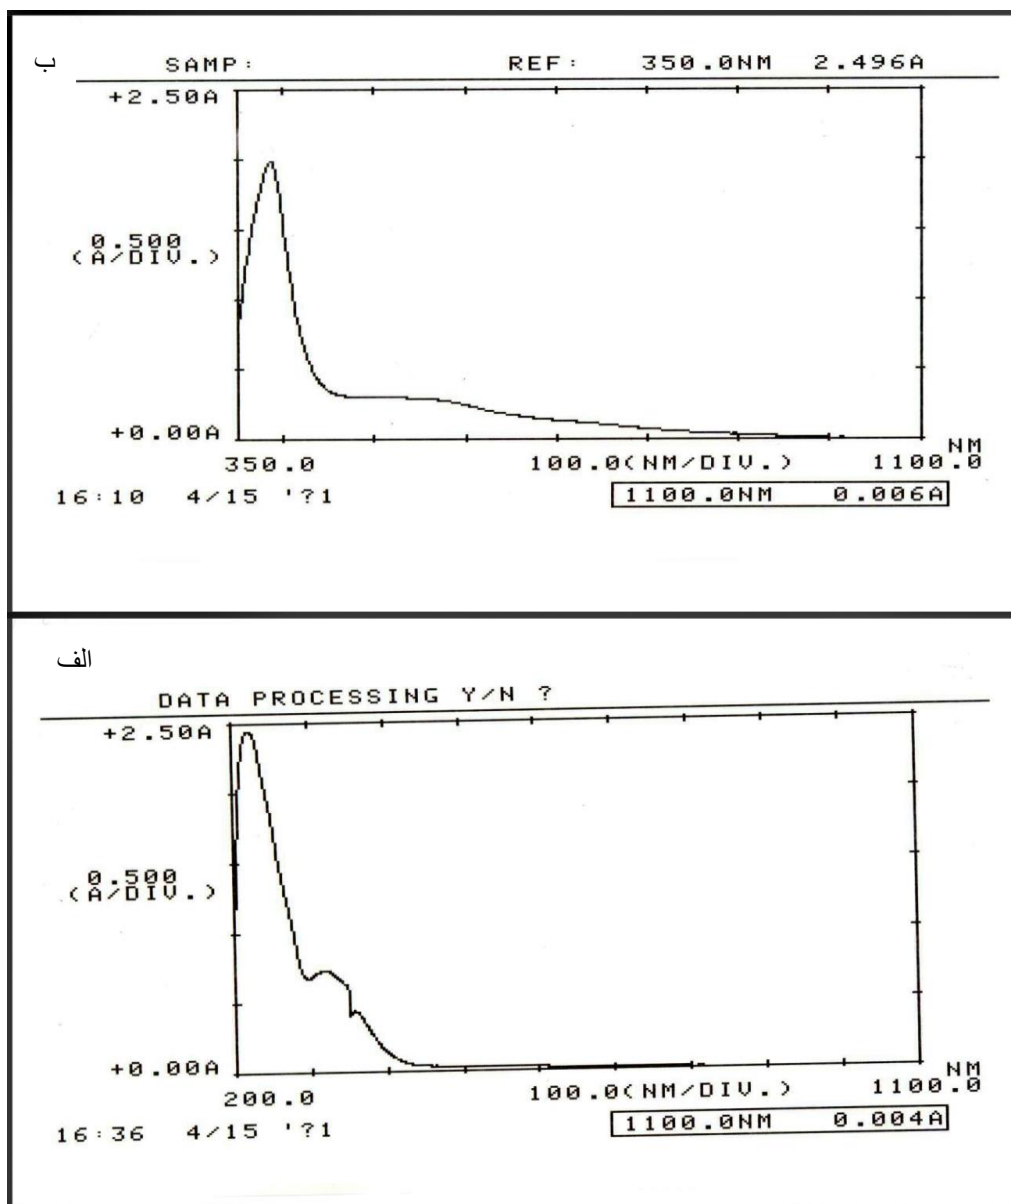 ب
SAMP: REF: 350.0NM 2.496A
+2.50A
0.500
(A/DIV.)
+0.00A
NM
350.0 100.0(NM/DIV.) 1100.0
16:10 4/15 '?1
1100.0NM 0.006A
الف
DATA PROCESSING Y/N ?
+2.50A
0.500
(A/DIV.)
+0.00A
NM
200.0 100.0(NM/DIV.) 1100.0
16:36 4/15 '?1
1100.0NM 0.004A